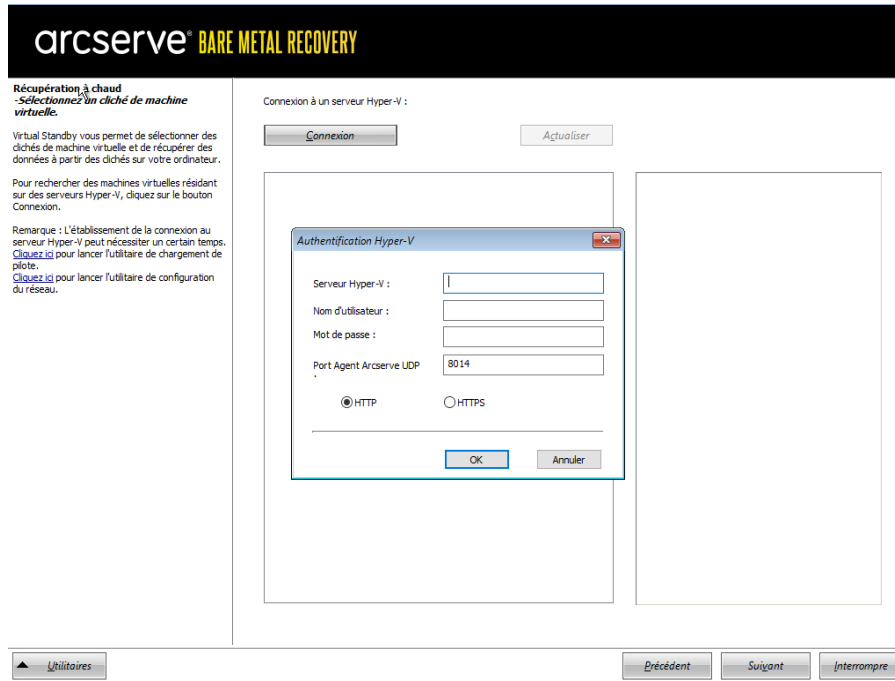 arcserve® BARE METAL RECOVERY
Récupération à chaud
-Sélectionnez un cliché de machine
virtuelle.
Virtual Standby vous permet de sélectionner des
clichés de machine virtuelle et de récupérer des
données à partir des clichés sur votre ordinateur.
Pour rechercher des machines virtuelles résidant
sur des serveurs Hyper-V, cliquez sur le bouton
Connexion.
Remarque : L'établissement de la connexion au
serveur Hyper-V peut nécessiter un certain temps.
Cliquez ici pour lancer l'utilitaire de chargement de
pilote.
Cliquez ici pour lancer l'utilitaire de configuration
du réseau.
Connexion à un serveur Hyper-V :
Connexion
Actualiser
Authentification Hyper-V
Serveur Hyper-V :
Nom d'utilisateur :
Mot de passe :
Port Agent Arcserve UDP
:
8014
HTTP
HTTPS
OK
Annuler
Utilitaires
Précédent
Suivant
Interrompre